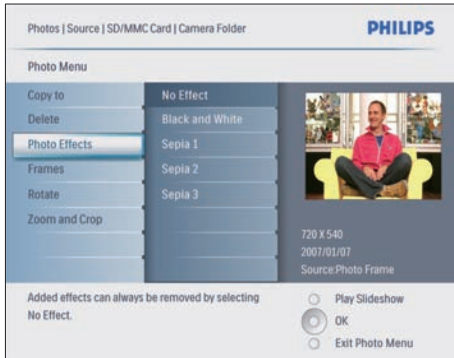 Photos | Source | SD/MMC Card | Camera Folder
PHILIPS
Photo Menu
Copy to
Delete
Photo Effects
Frames
Rotate
Zoom and Crop
No Effect
Black and White
Sepia 1
Sepia 2
Sepia 3
720 X 540
2007/01/07
Source:Photo Frame
Added effects can always be removed by selecting
No Effect.
Play Slideshow
OK
Exit Photo Menu